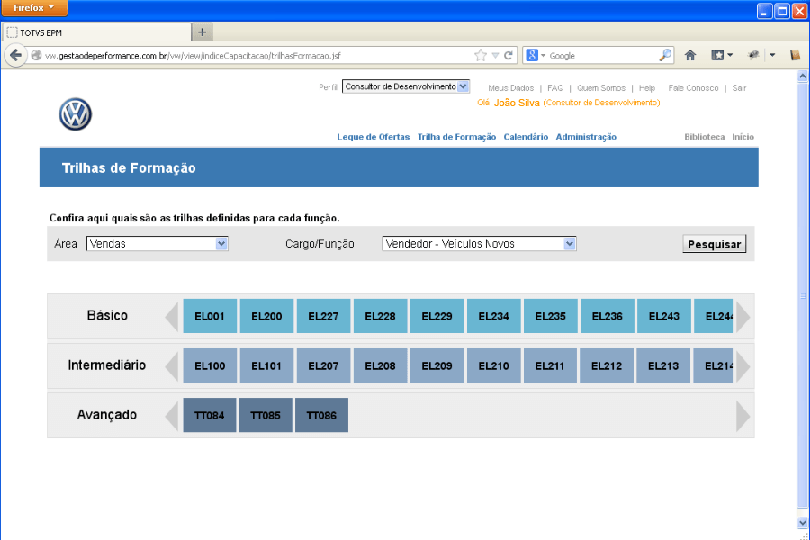 Firefox
TOTVS EPM
vw.gestaodeperformance.com.br/vw/view/indiceCapacitacao/trilhasFormacao.jsf
Google
Perfil Consultor de Desenvolvimento Meus Dados | FAQ | Quem Somos | Help Fale Conosco | Sair
Olá João Silva (Consultor de Desenvolvimento)
Leque de Ofertas Trilha de Formação Calendário Administração Biblioteca Início
Trilhas de Formação
Confira aqui quais são as trilhas definidas para cada função.
Área Vendas Cargo/Função Vendedor - Veículos Novos Pesquisar
Básico EL001 EL200 EL227 EL228 EL229 EL234 EL235 EL236 EL243 EL244
Intermediário EL100 EL101 EL207 EL208 EL209 EL210 EL211 EL212 EL213 EL214
Avançado TT084 TT085 TT086